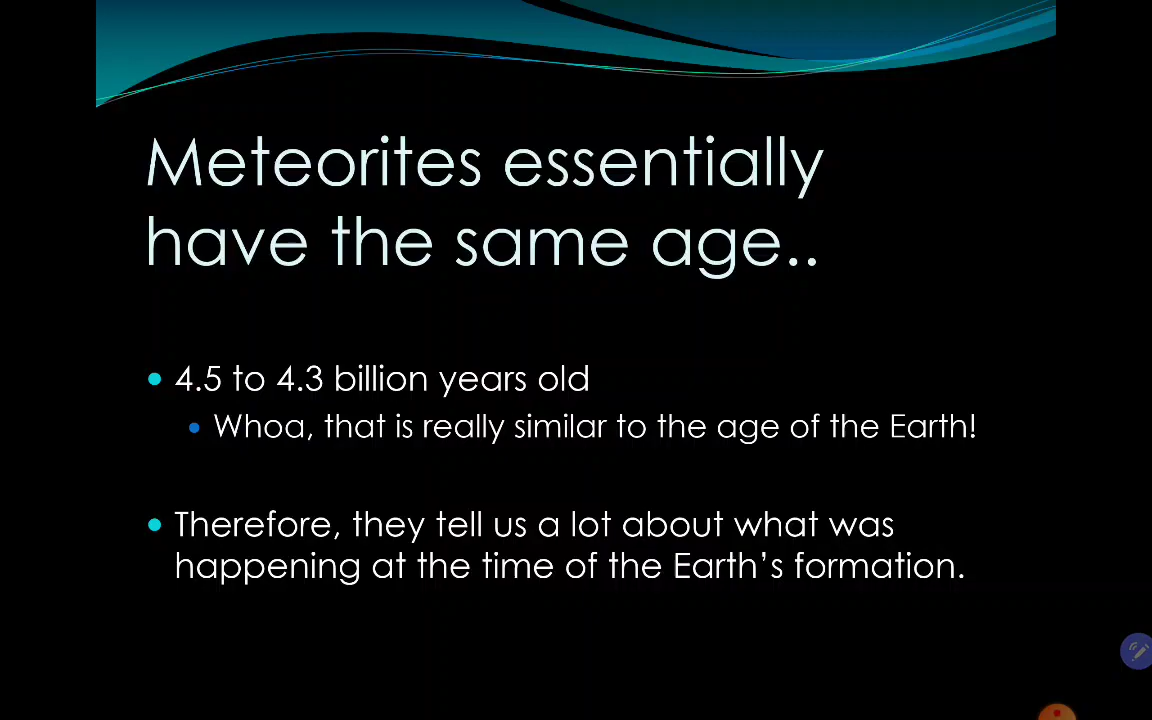 Meteorites essentially
have the same age..
• 4.5 to 4.3 billion years old
• Whoa, that is really similar to the age of the Earth!
• Therefore, they tell us a lot about what was
happening at the time of the Earth’s formation.